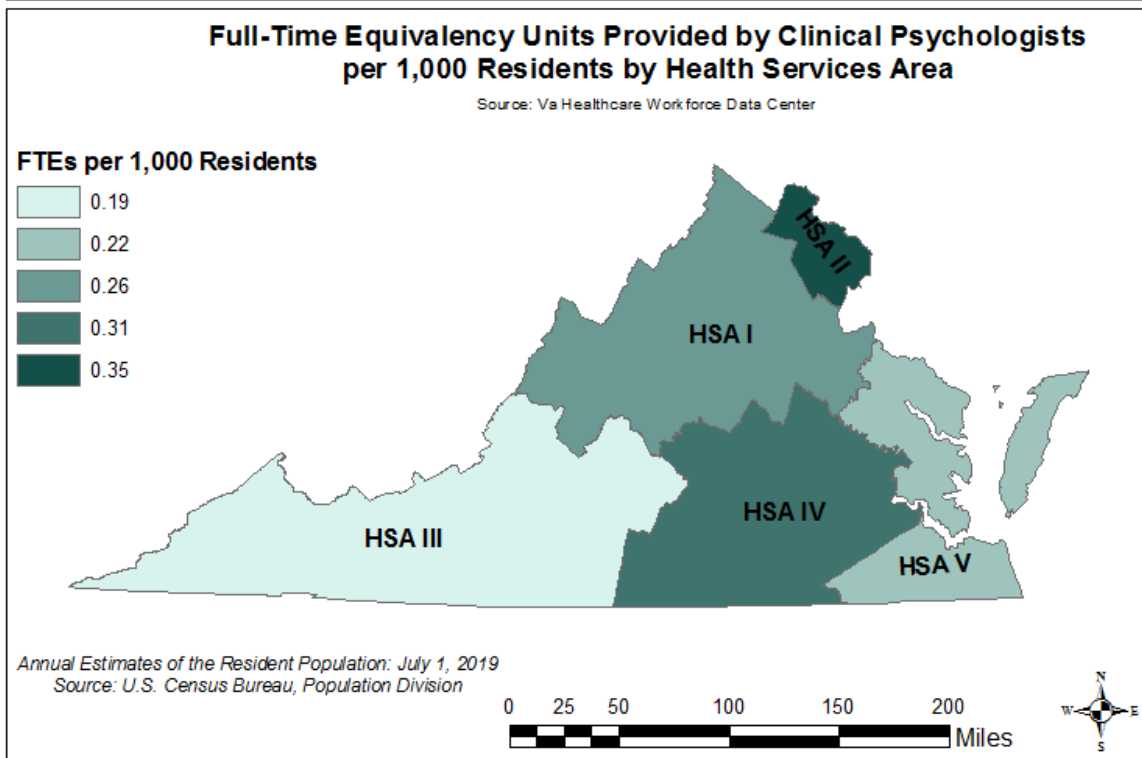 Full-Time Equivalency Units Provided by Clinical Psychologists
per 1,000 Residents by Health Services Area
Source: Va Healthcare Workforce Data Center
FTEs per 1,000 Residents
0.19
0.22
0.26
0.31
0.35
HSA II
HSA I
HSA IV
HSA III
HSA V
Annual Estimates of the Resident Population: July 1, 2019
Source: U.S. Census Bureau, Population Division
0 25 50 100 150 200
Miles
N
W E
S